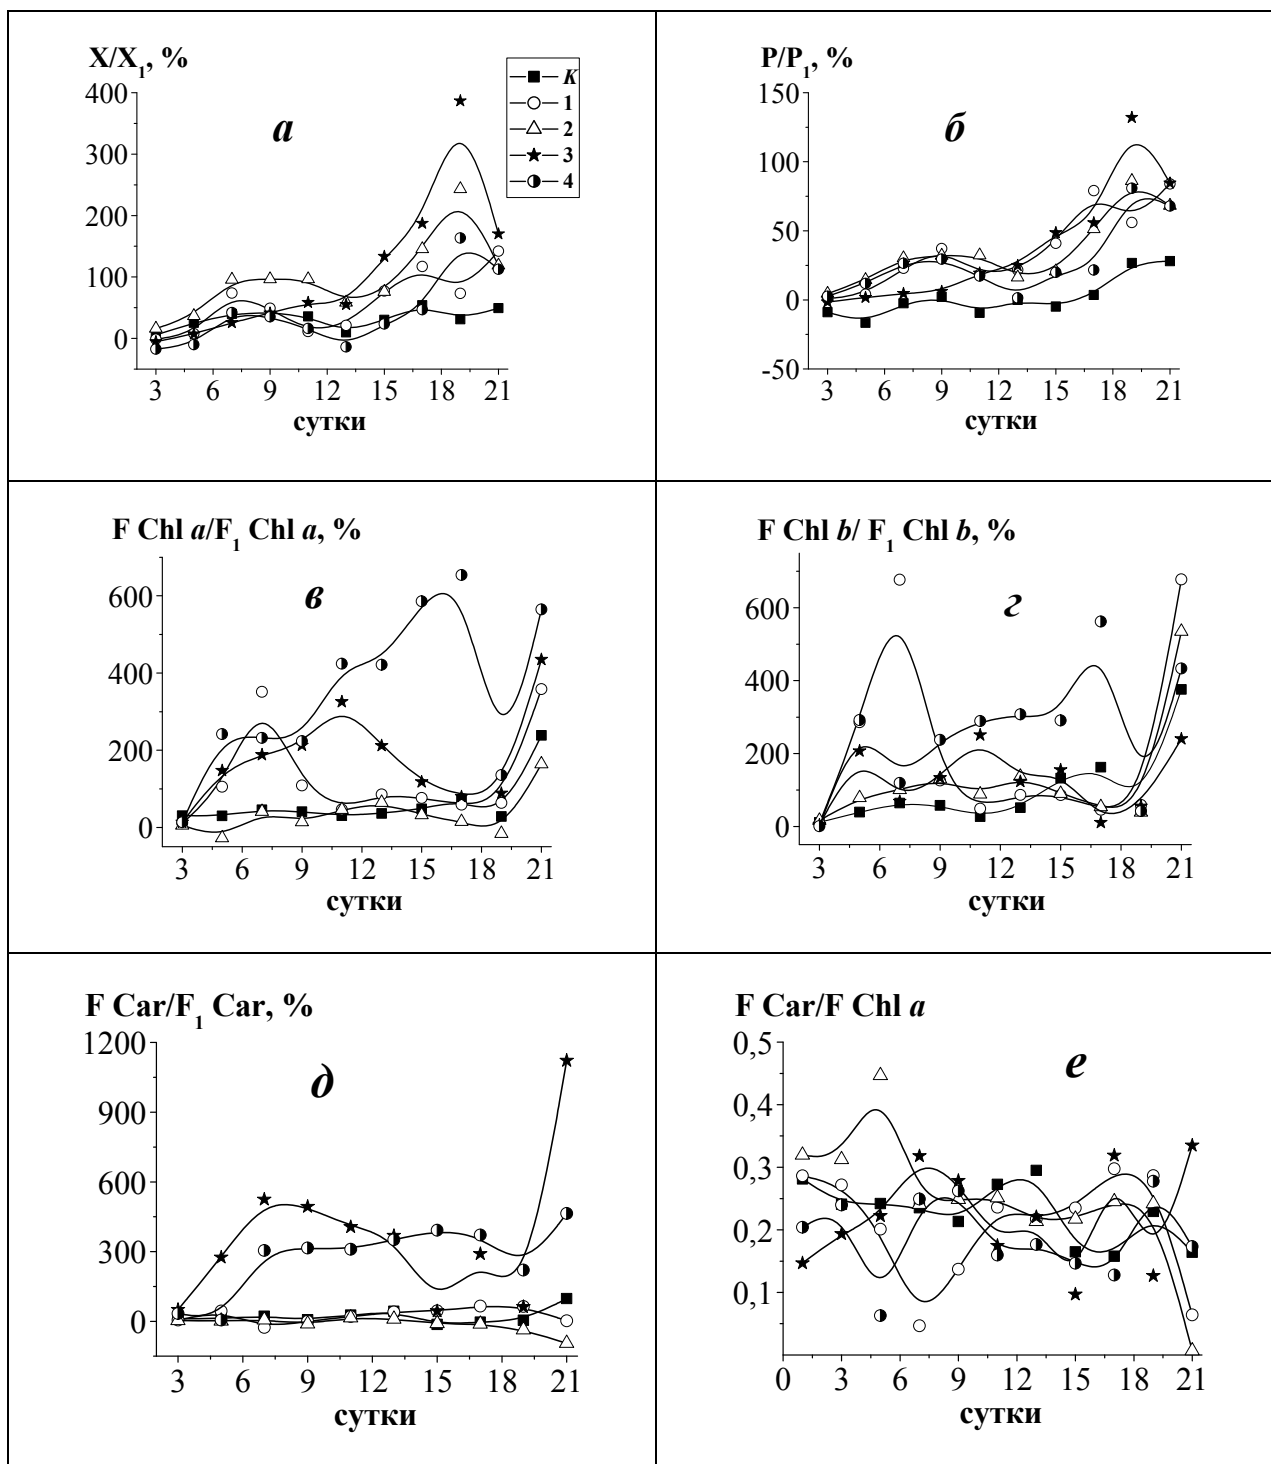 X/X1, %
400
300
200
100
0
а
K
1
2
3
4
3 6 9 12 15 18 21
сутки
P/P1, %
150
100
50
0
-50
б
3 6 9 12 15 18 21
сутки
F Chl a/F1 Chl a, %
600
400
200
0
в
3 6 9 12 15 18 21
сутки
F Chl b/ F1 Chl b, %
600
400
200
0
г
3 6 9 12 15 18 21
сутки
F Car/F1 Car, %
1200
900
600
300
0
д
3 6 9 12 15 18 21
сутки
F Car/F Chl a
0,5
0,4
0,3
0,2
0,1
е
0 3 6 9 12 15 18 21
сутки